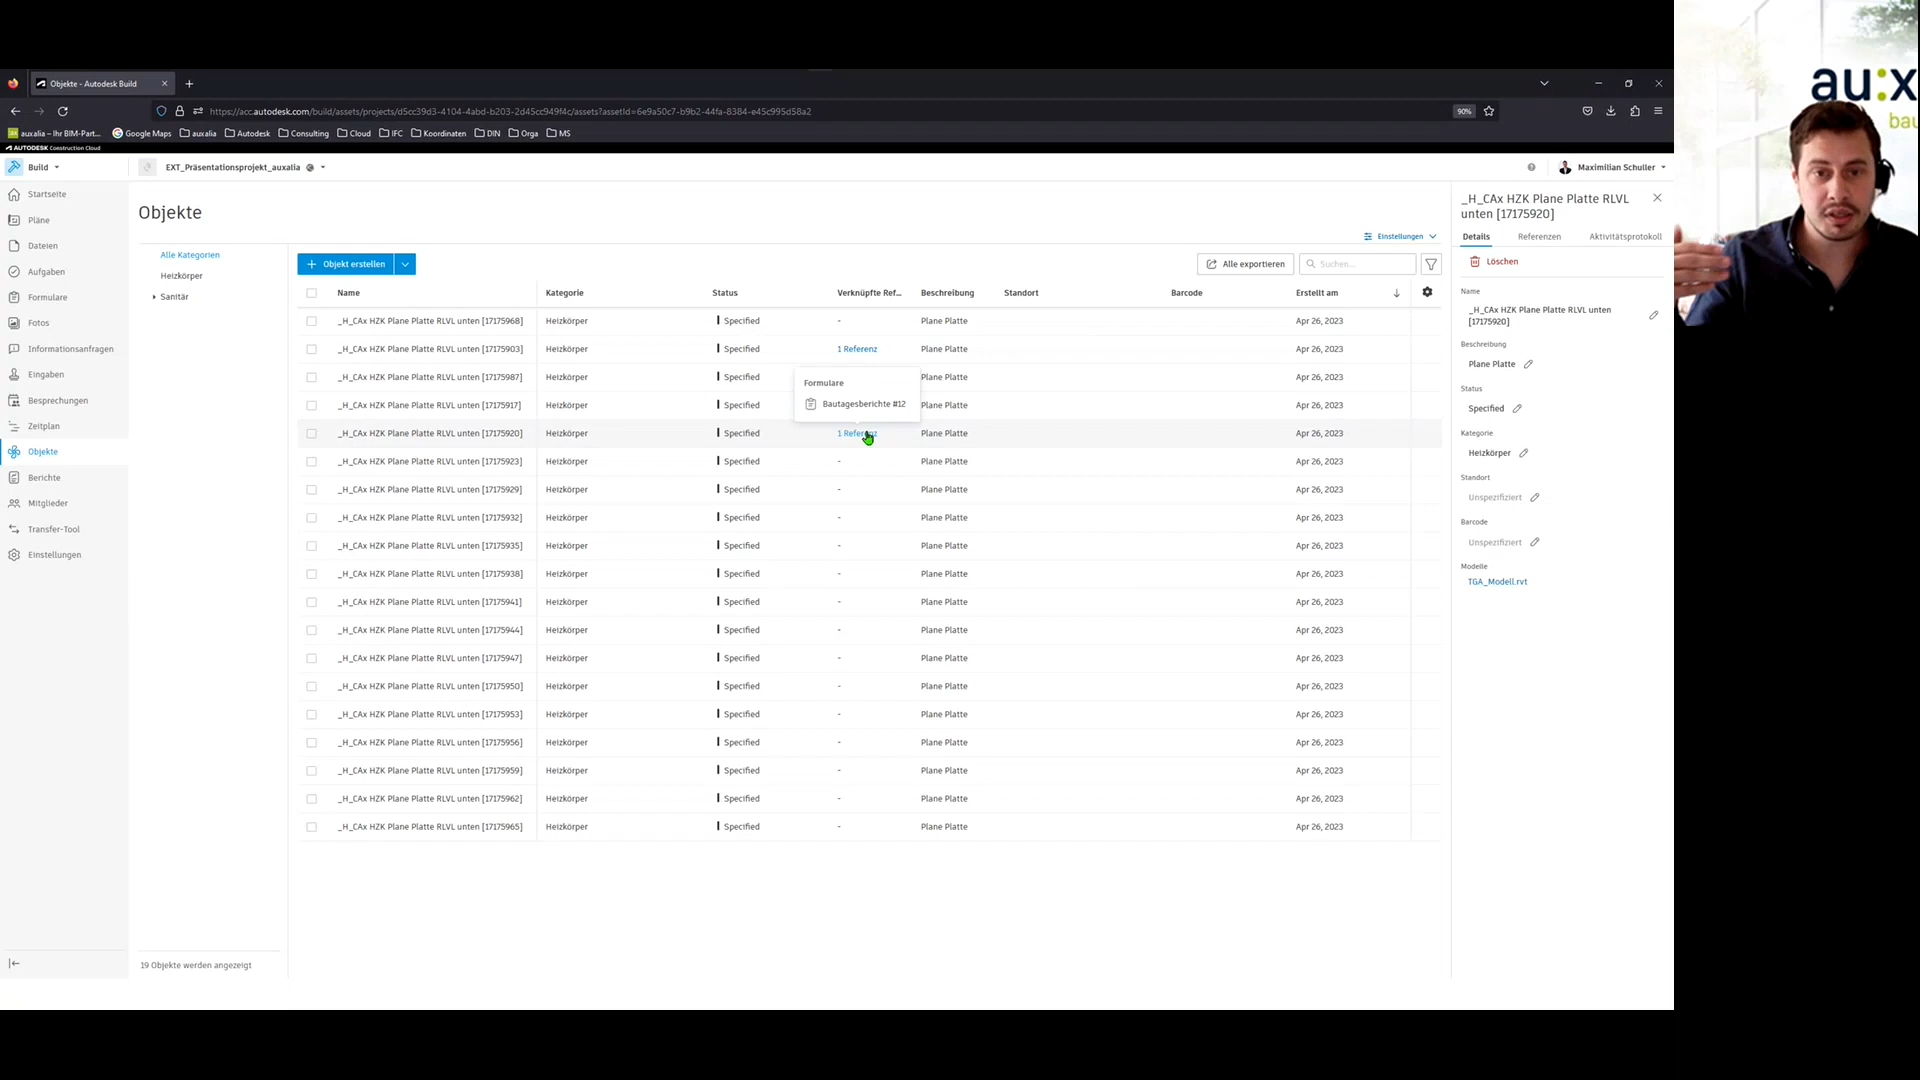 Objekte - Autodesk Build
https://acc.autodesk.com/build/assets/projects/d5cc39d3-4104-4abd-b203-2d45cc949f4c/assets?assetId=6e9a50c7-b9b2-44fa-8384-e45c995d58a2
90%
auxalia – Ihr BIM-Part... Google Maps auxalia Autodesk Consulting Cloud IFC Koordinaten DIN Orga MS
AUTODESK Construction Cloud
Build
EXT_Präsentationsprojekt_auxalia
Maximilian Schuller
Startseite
Pläne
Dateien
Aufgaben
Formulare
Fotos
Informationsanfragen
Eingaben
Besprechungen
Zeitplan
Objekte
Berichte
Mitglieder
Transfer-Tool
Einstellungen
Objekte
Einstellungen
Alle Kategorien
Heizkörper
Sanitär
19 Objekte werden angezeigt
Objekt erstellen
Alle exportieren
Suchen...
Name Kategorie Status Verknüpfte Ref... Beschreibung Standort Barcode Erstellt am
_H_CAx HZK Plane Platte RLVL unten [17175968] Heizkörper Specified - Plane Platte Apr 26, 2023
_H_CAx HZK Plane Platte RLVL unten [17175903] Heizkörper Specified 1 Referenz Plane Platte Apr 26, 2023
_H_CAx HZK Plane Platte RLVL unten [17175987] Heizkörper Specified Plane Platte Apr 26, 2023
_H_CAx HZK Plane Platte RLVL unten [17175917] Heizkörper Specified Plane Platte Apr 26, 2023
Formulare
Bautagesberichte #12
_H_CAx HZK Plane Platte RLVL unten [17175920] Heizkörper Specified 1 Referenz Plane Platte Apr 26, 2023
_H_CAx HZK Plane Platte RLVL unten [17175923] Heizkörper Specified - Plane Platte Apr 26, 2023
_H_CAx HZK Plane Platte RLVL unten [17175929] Heizkörper Specified - Plane Platte Apr 26, 2023
_H_CAx HZK Plane Platte RLVL unten [17175932] Heizkörper Specified - Plane Platte Apr 26, 2023
_H_CAx HZK Plane Platte RLVL unten [17175935] Heizkörper Specified - Plane Platte Apr 26, 2023
_H_CAx HZK Plane Platte RLVL unten [17175938] Heizkörper Specified - Plane Platte Apr 26, 2023
_H_CAx HZK Plane Platte RLVL unten [17175941] Heizkörper Specified - Plane Platte Apr 26, 2023
_H_CAx HZK Plane Platte RLVL unten [17175944] Heizkörper Specified - Plane Platte Apr 26, 2023
_H_CAx HZK Plane Platte RLVL unten [17175947] Heizkörper Specified - Plane Platte Apr 26, 2023
_H_CAx HZK Plane Platte RLVL unten [17175950] Heizkörper Specified - Plane Platte Apr 26, 2023
_H_CAx HZK Plane Platte RLVL unten [17175953] Heizkörper Specified - Plane Platte Apr 26, 2023
_H_CAx HZK Plane Platte RLVL unten [17175956] Heizkörper Specified - Plane Platte Apr 26, 2023
_H_CAx HZK Plane Platte RLVL unten [17175959] Heizkörper Specified - Plane Platte Apr 26, 2023
_H_CAx HZK Plane Platte RLVL unten [17175962] Heizkörper Specified - Plane Platte Apr 26, 2023
_H_CAx HZK Plane Platte RLVL unten [17175965] Heizkörper Specified - Plane Platte Apr 26, 2023
_H_CAx HZK Plane Platte RLVL
unten [17175920]
Details Referenzen Aktivitätsprotokoll
Löschen
Name
_H_CAx HZK Plane Platte RLVL unten
[17175920]
Beschreibung
Plane Platte
Status
Specified
Kategorie
Heizkörper
Standort
Unspezifiziert
Barcode
Unspezifiziert
Modelle
TGA_Modell.rvt
au:x
bau